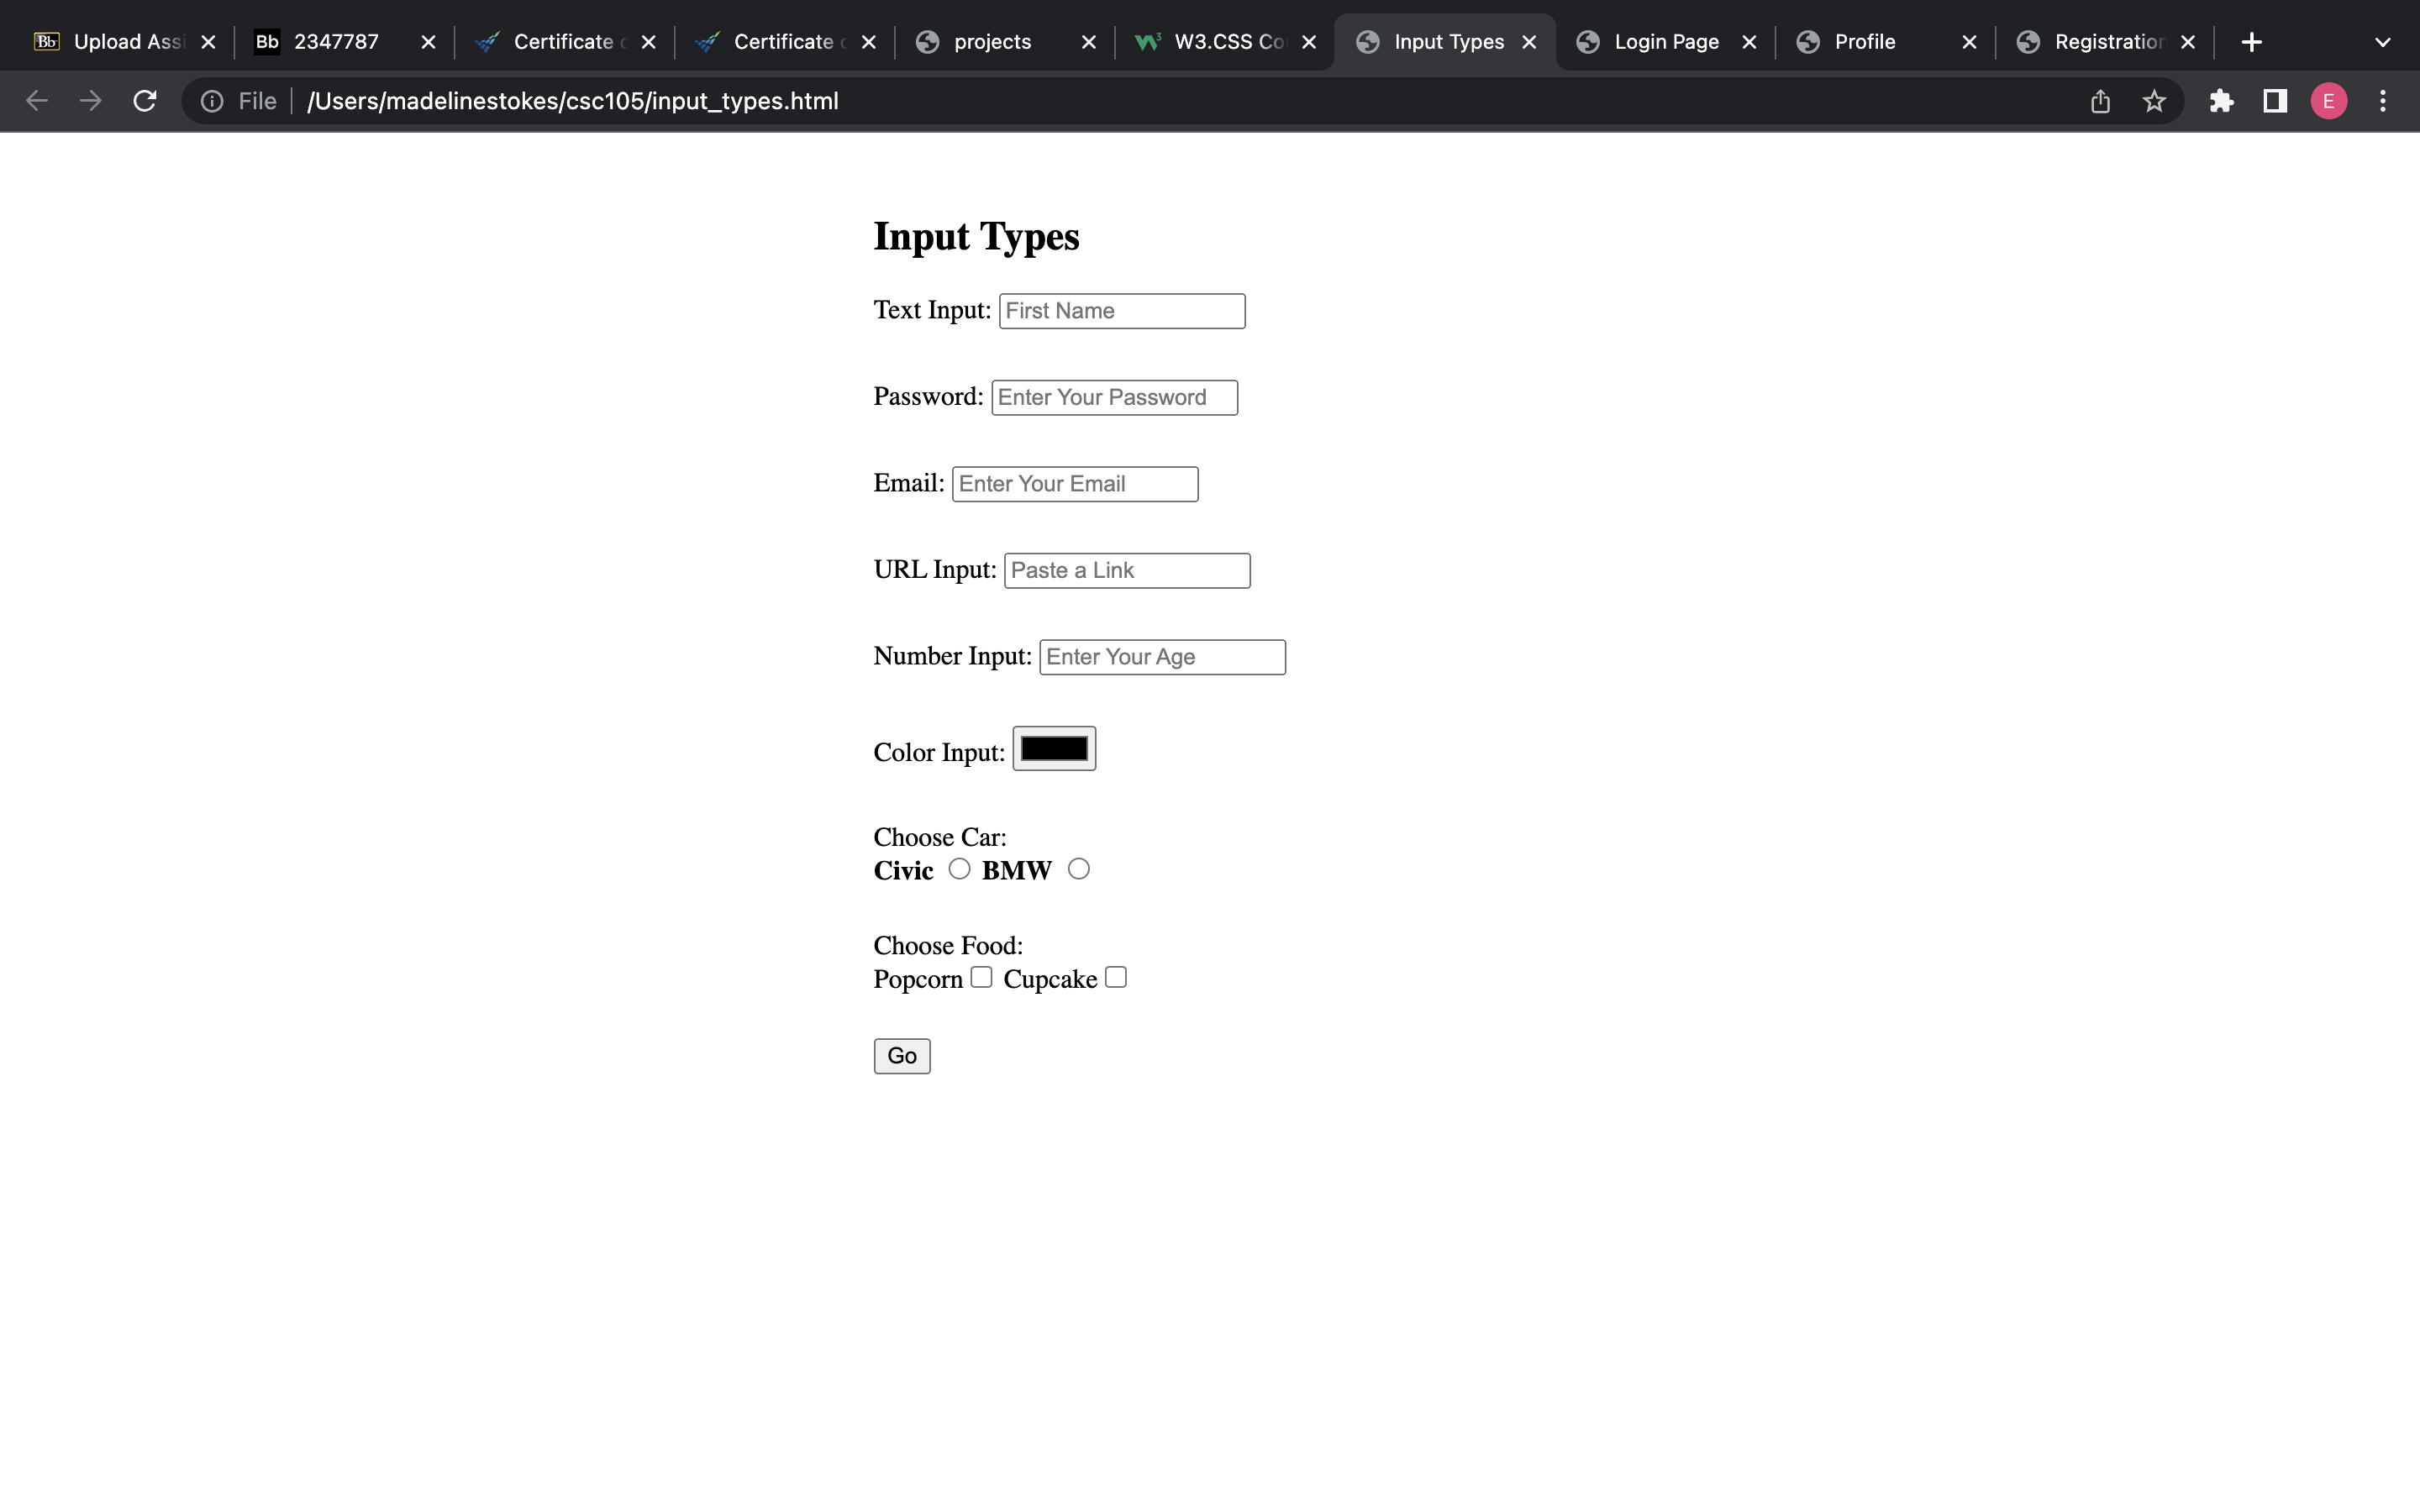 Bb Upload Assi
Bb 2347787
Certificate
Certificate
projects
W3.CSS Co
Input Types
Login Page
Profile
Registration
File /Users/madelinestokes/csc105/input_types.html
E
Input Types
Text Input: First Name
Password: Enter Your Password
Email: Enter Your Email
URL Input: Paste a Link
Number Input: Enter Your Age
Color Input:
Choose Car:
Civic BMW
Choose Food:
Popcorn Cupcake
Go